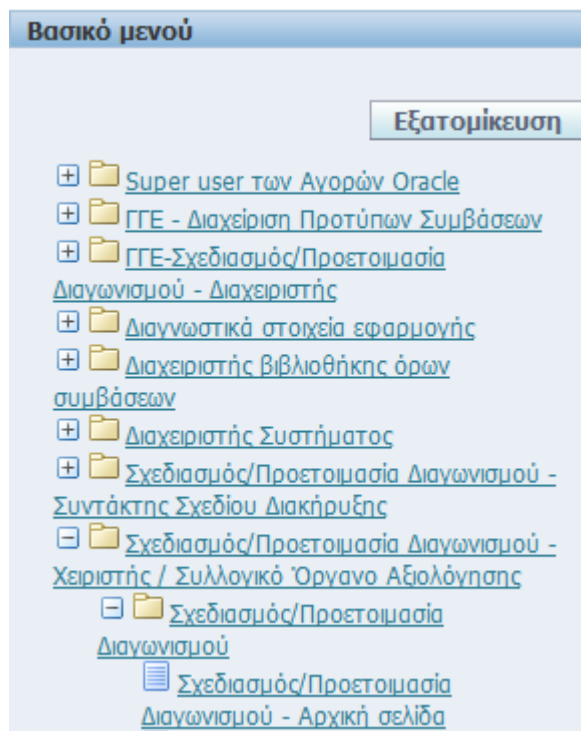 Βασικό μενού
Εξατομίκευση
Super user των Αγορών Oracle
ΓΓΕ - Διαχείριση Προτύπων Συμβάσεων
ΓΓΕ-Σχεδιασμός/Προετοιμασία
Διαγωνισμού - Διαχειριστής
Διαγνωστικά στοιχεία εφαρμογής
Διαχειριστής βιβλιοθήκης όρων
συμβάσεων
Διαχειριστής Συστήματος
Σχεδιασμός/Προετοιμασία Διαγωνισμού -
Συντάκτης Σχεδίου Διακήρυξης
Σχεδιασμός/Προετοιμασία Διαγωνισμού -
Χειριστής / Συλλογικό Όργανο Αξιολόγησης
Σχεδιασμός/Προετοιμασία
Διαγωνισμού
Σχεδιασμός/Προετοιμασία
Διαγωνισμού - Αρχική σελίδα